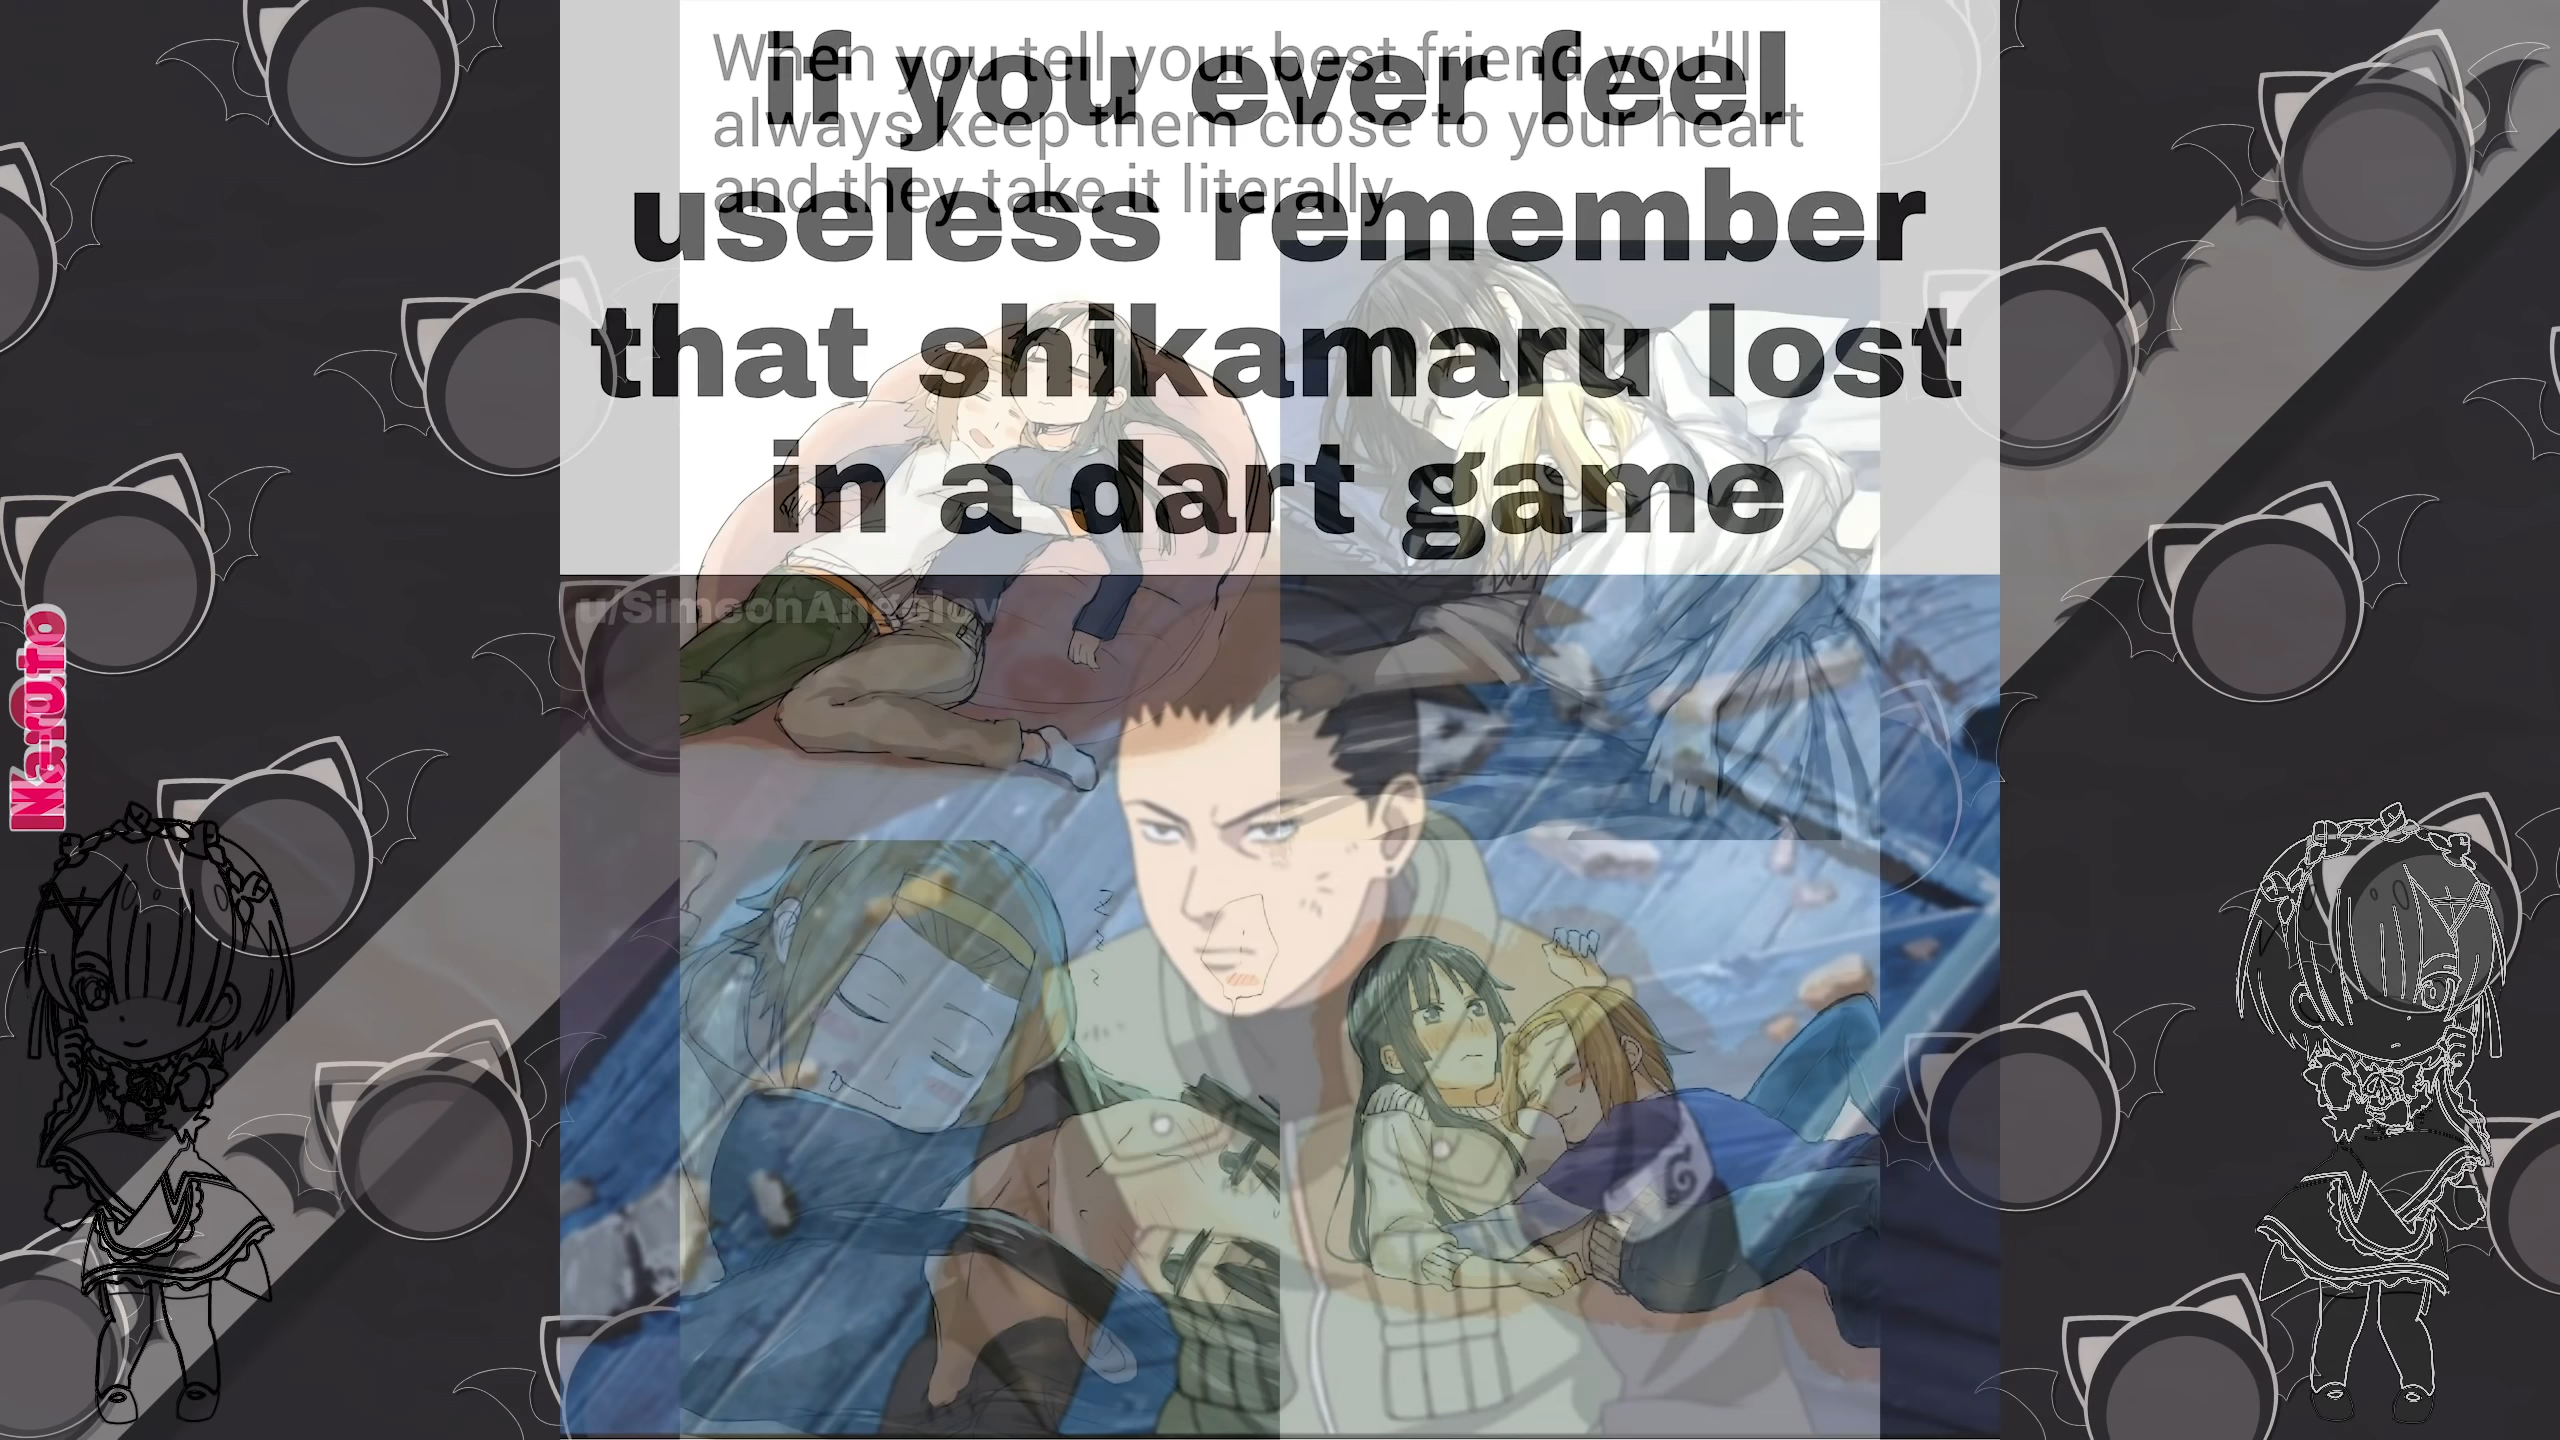 When you tell your best friend you'll
always keep them close to your heart
and they take it literally
if you ever feel
useless remember
that shikamaru lost
in a dart game
u/SimeonAngelov